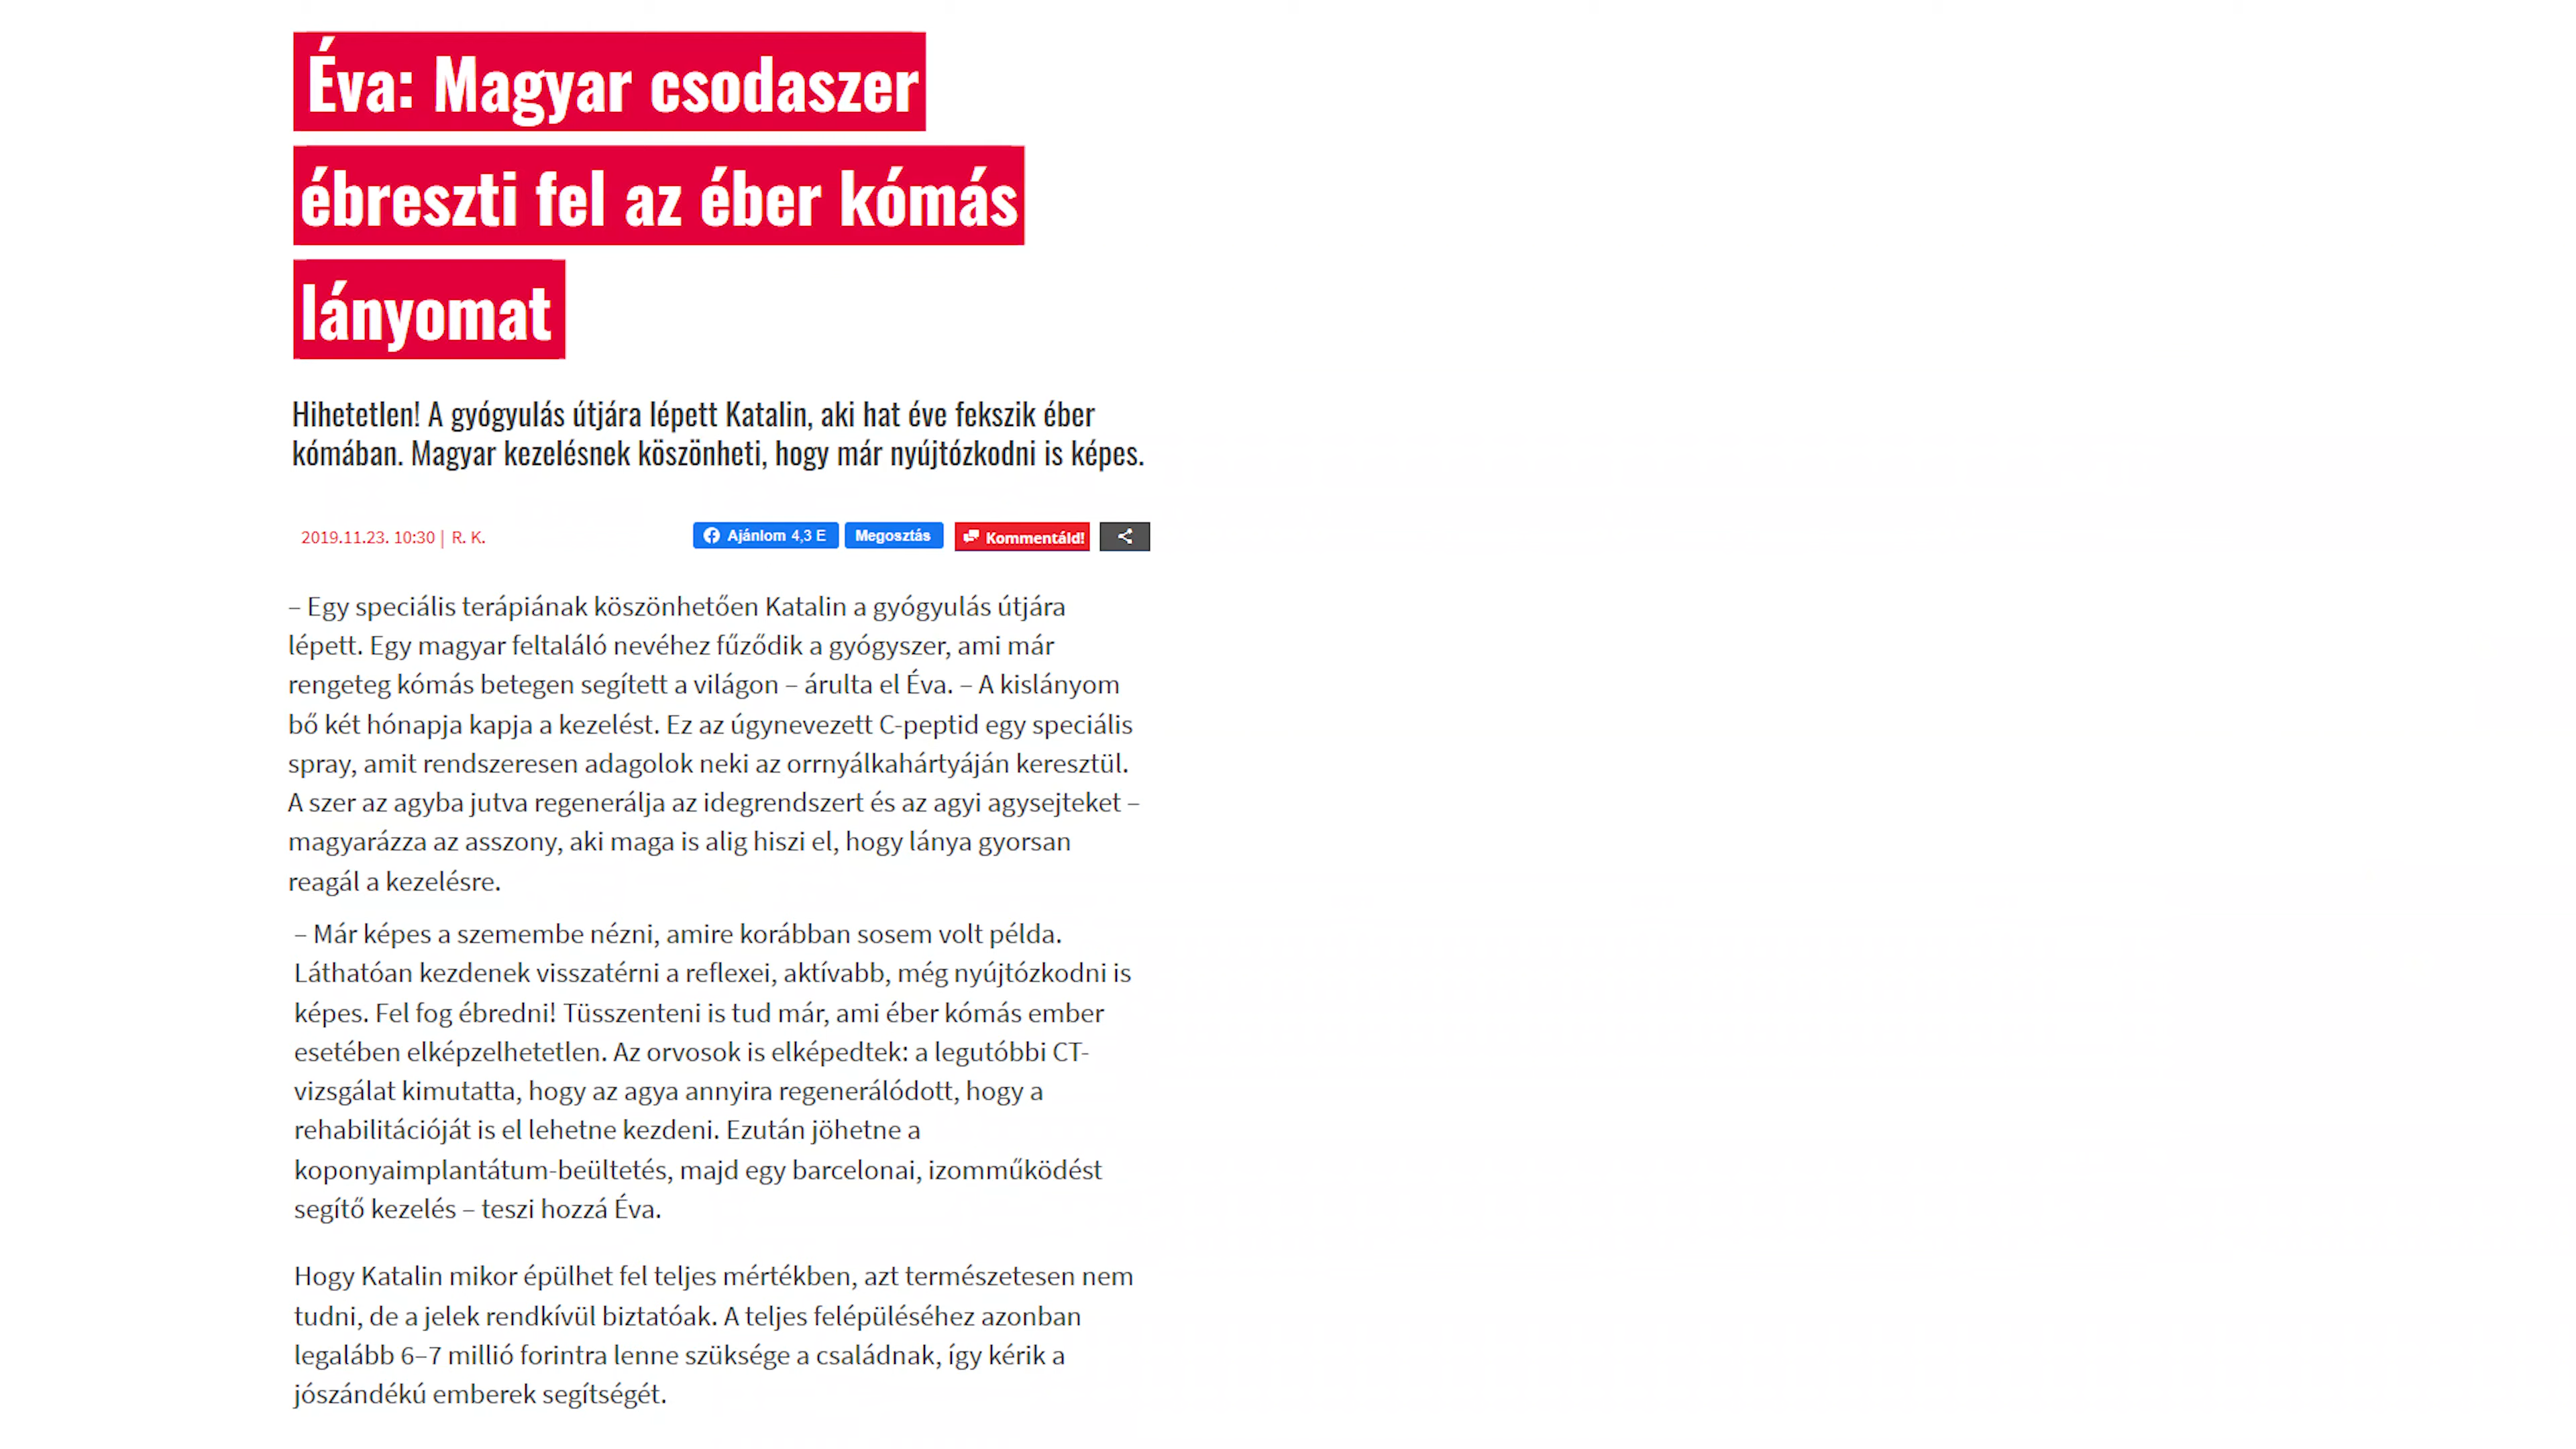 Éva: Magyar csodaszer
ébreszti fel az éber kómás
lányomat
Hihetetlen! A gyógyulás útjára lépett Katalin, aki hat éve fekszik éber
kómában. Magyar kezelésnek köszönheti, hogy már nyújtózkodni is képes.
2019.11.23. 10:30 | R. K.
Ajánlom 4,3 E
Megosztás
Kommentáld!
– Egy speciális terápiának köszönhetően Katalin a gyógyulás útjára
lépett. Egy magyar feltaláló nevéhez fűződik a gyógyszer, ami már
rengeteg kómás betegen segített a világon – árulta el Éva. – A kislányom
bő két hónapja kapja a kezelést. Ez az úgynevezett C-peptid egy speciális
spray, amit rendszeresen adagolok neki az orrnyálkahártyáján keresztül.
A szer az agyba jutva regenerálja az idegrendszert és az agyi agysejteket –
magyarázza az asszony, aki maga is alig hiszi el, hogy lánya gyorsan
reagál a kezelésre.
– Már képes a szemembe nézni, amire korábban sosem volt példa.
Láthatóan kezdenek visszatérni a reflexei, aktívabb, még nyújtózkodni is
képes. Fel fog ébredni! Tüsszenteni is tud már, ami éber kómás ember
esetében elképzelhetetlen. Az orvosok is elképedtek: a legutóbbi CT-
vizsgálat kimutatta, hogy az agya annyira regenerálódott, hogy a
rehabilitációját is el lehetne kezdeni. Ezután jöhetne a
koponyaimplantátum-beültetés, majd egy barcelonai, izomműködést
segítő kezelés – teszi hozzá Éva.
Hogy Katalin mikor épülhet fel teljes mértékben, azt természetesen nem
tudni, de a jelek rendkívül biztatóak. A teljes felépüléséhez azonban
legalább 6–7 millió forintra lenne szüksége a családnak, így kérik a
jószándékú emberek segítségét.